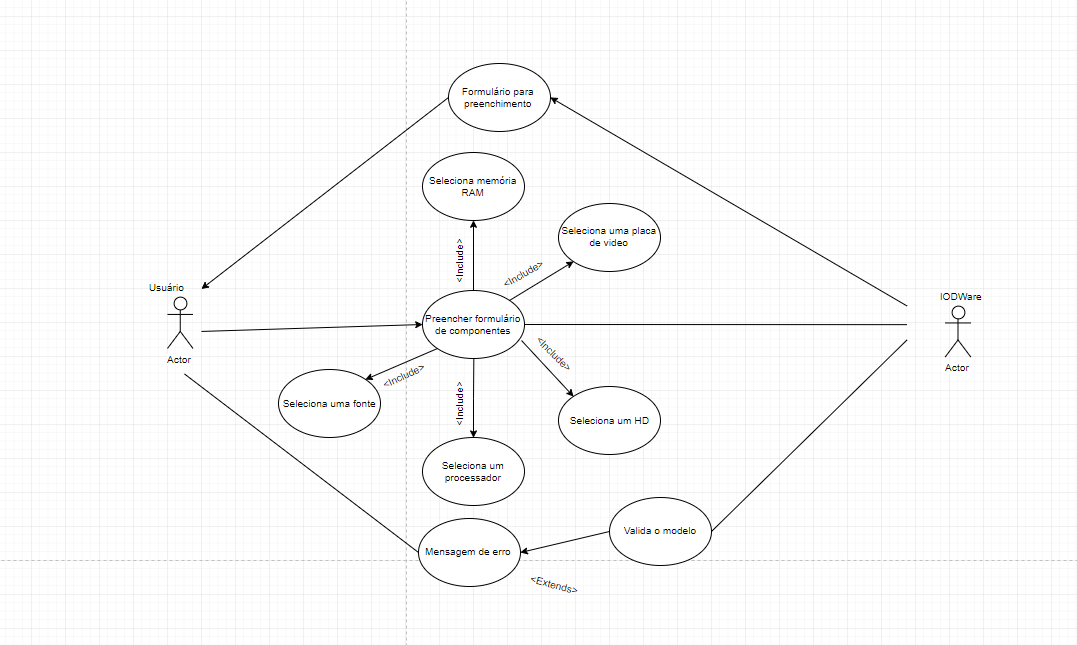 Formulário para
preenchimento
Seleciona memória
RAM
Seleciona uma placa
de video
<Include>
<Include>
Usuário
Actor
IODWare
Actor
Preencher formulário
de componentes
<Include>
<Include>
<Include>
Seleciona uma fonte
Seleciona um HD
Seleciona um
processador
Valida o modelo
Mensagem de erro
<Extends>